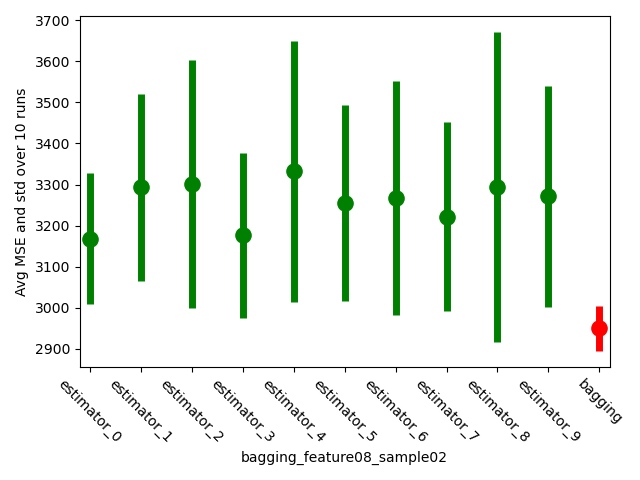 3700
3600
3500
3400
3300
3200
3100
3000
2900
Avg MSE and std over 10 runs
estimator_0
estimator_1
estimator_2
estimator_3
estimator_4
estimator_5
estimator_6
estimator_7
estimator_8
estimator_9
bagging
bagging_feature08_sample02